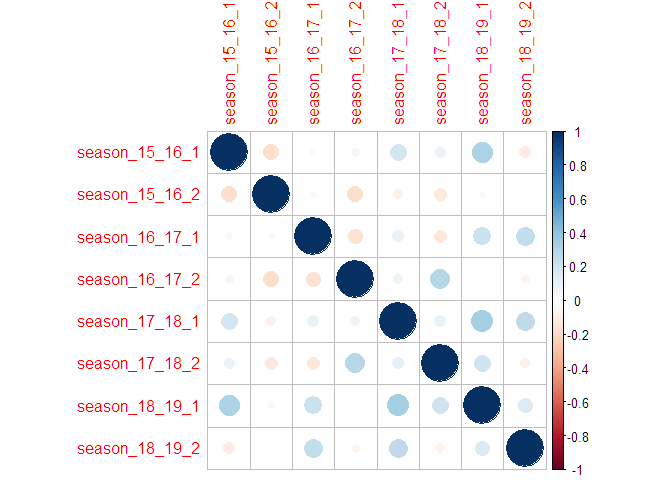 season_15_16_1
season_15_16_2
season_16_17_1
season_16_17_2
season_17_18_1
season_17_18_2
season_18_19_1
season_18_19_2
season_15_16_1
season_15_16_2
season_16_17_1
season_16_17_2
season_17_18_1
season_17_18_2
season_18_19_1
season_18_19_2
1
0.8
0.6
0.4
0.2
0
-0.2
-0.4
-0.6
-0.8
-1